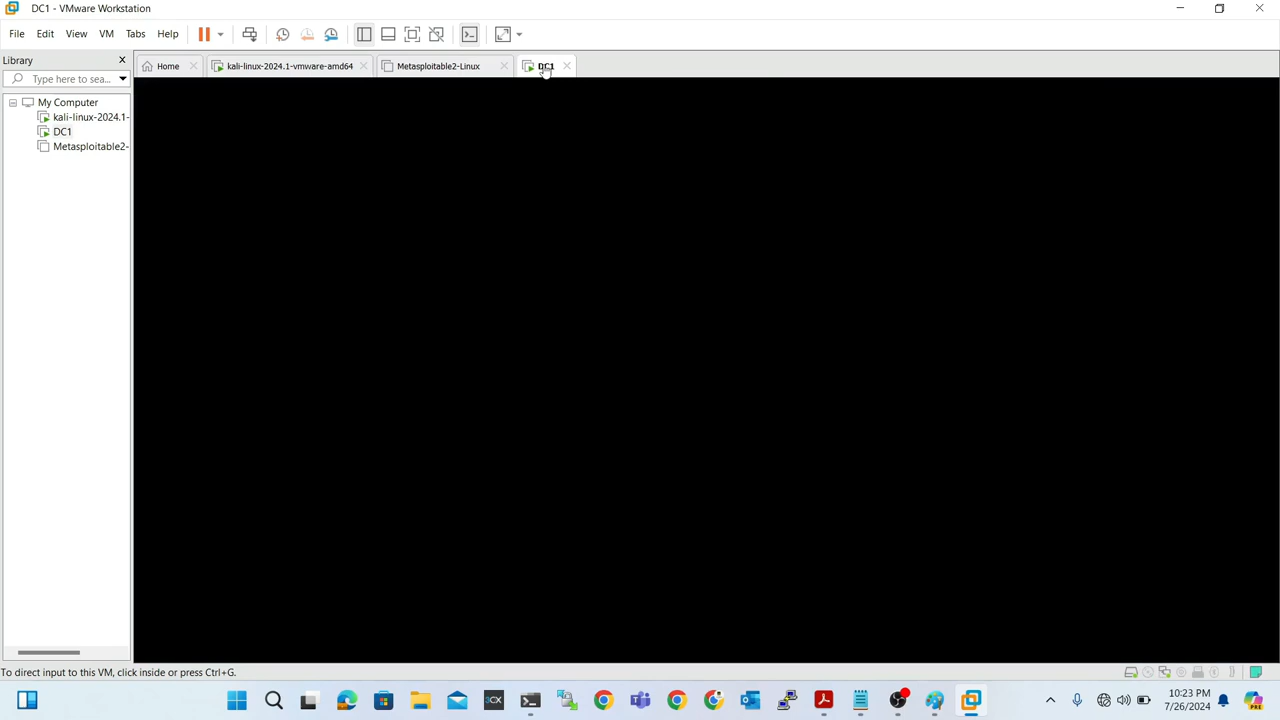 DC1 - VMware Workstation
File Edit View VM Tabs Help
Library
Type here to sea...
Home
kali-linux-2024.1-vmware-amd64
Metasploitable2-Linux
DC1
My Computer
kali-linux-2024.1-
DC1
Metasploitable2-
To direct input to this VM, click inside or press Ctrl+G.
3CX
10:23 PM
7/26/2024
PRE